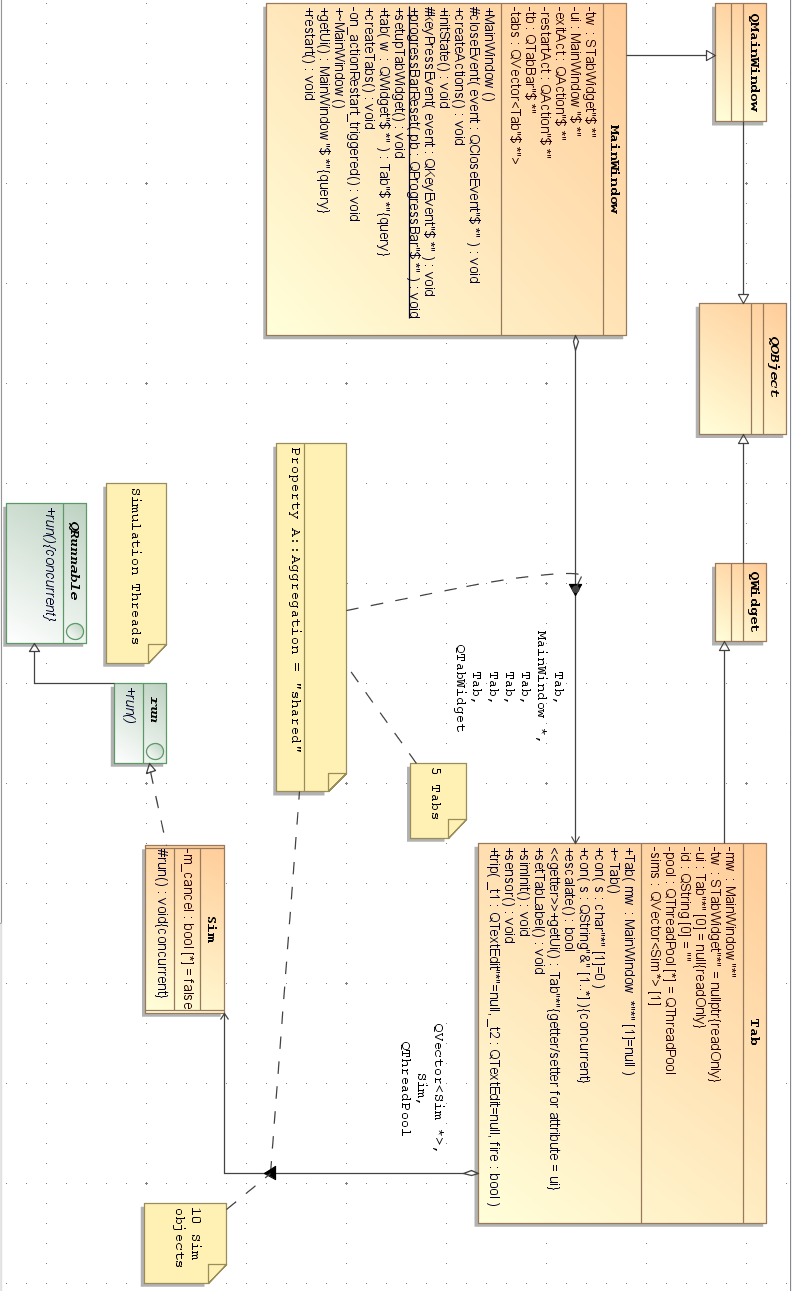 QMainWindow
QOBject
QWidget
MainWindow
-tw : STabWidget"$ *"
-ui : MainWindow "$ *"
-exitAct : QAction"$ *"
-restartAct : QAction"$ *"
-tb : QTabBar"$ *"
-tabs : QVector<Tab"$ *">
+MainWindow ()
#closeEvent( event : QCloseEvent"$ *" ) : void
+createActions() : void
+initState() : void
#keyPressEvent( event : QKeyEvent"$ *" ) : void
+progressBarReset( pb : QProgressBar"$ *" ) : void
+setupTabWidget() : void
+tab( w : QWidget"$ *" ) : Tab"$ *"{query}
+createTabs() : void
-on_actionRestart_triggered() : void
+~MainWindow ()
+getUi() : MainWindow "$ *"{query}
+restart() : void
Tab,
MainWindow *,
Tab,
Tab,
Tab,
Tab,
QTabWidget
Tab
-mw : MainWindow "*"
-tw : STabWidget"*" = nullptr{readOnly}
-ui : Tab"*" [0] = null{readOnly}
-id : QString [0] = ""
-pool : QThreadPool [*] = QThreadPool
-sims : QVector<Sim*> [1]
+Tab( mw : MainWindow "*" [1]=null )
+~Tab()
+con( s : char"*" [1]=0 )
+con( s : QString"&" [1..*] ){concurrent}
+escalate() : bool
<<getter>>+getUi() : Tab"*"{getter/setter for attribute = ui}
+setTabLabel() : void
+simInit() : void
+sensor() : void
+trip( _t1 : QTextEdit"*"=null, _t2 : QTextEdit=null, fire : bool )
5 Tabs
Property A::Aggregation = "shared"
QVector<Sim *>,
Sim,
QThreadPool
Simulation Threads
QRunnable
+run(){concurrent}
run
+run()
Sim
-m_cancel : bool [*] = false
#run() : void{concurrent}
10 Sim
objects